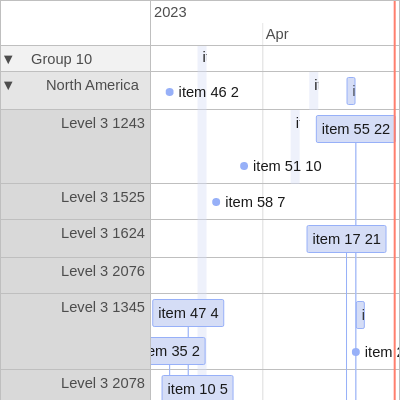 2023
Apr
▼ Group 10
▼ North America
item 46 2
Level 3 1243
item 55 22
item 51 10
Level 3 1525
item 58 7
Level 3 1624
item 17 21
Level 3 2076
Level 3 1345
item 47 4
em 35 2
item
Level 3 2078
item 10 5